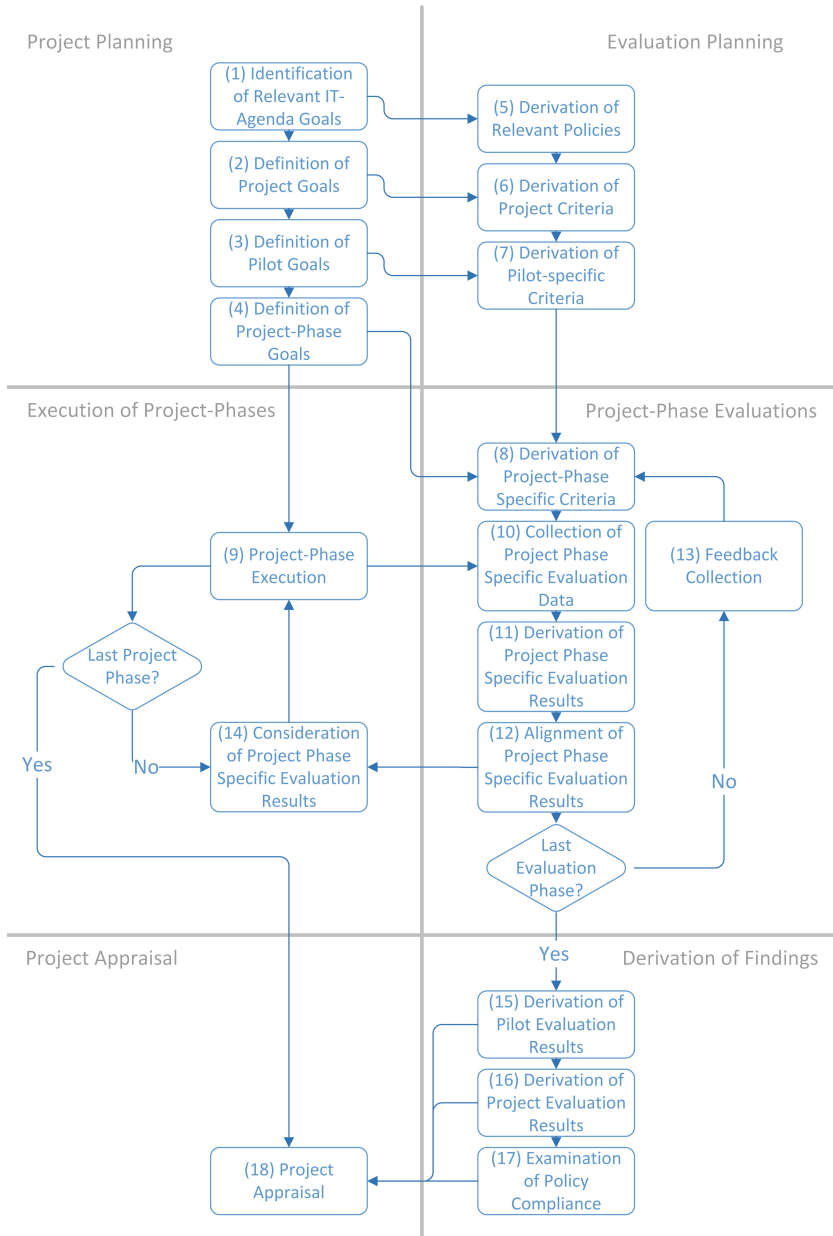 Project Planning
Evaluation Planning
(1) Identification
of Relevant IT-
Agenda Goals
(5) Derivation of
Relevant Policies
(2) Definition of
Project Goals
(6) Derivation of
Project Criteria
(3) Definition of
Pilot Goals
(7) Derivation of
Pilot-specific
Criteria
(4) Definition of
Project-Phase
Goals
Execution of Project-Phases
Project-Phase Evaluations
(8) Derivation of
Project-Phase
Specific Criteria
(9) Project-Phase
Execution
(10) Collection of
Project Phase
Specific Evaluation
Data
(13) Feedback
Collection
Last Project
Phase?
(11) Derivation of
Project Phase
Specific Evaluation
Results
(14) Consideration
of Project Phase
Specific Evaluation
Results
(12) Alignment of
Project Phase
Specific Evaluation
Results
Yes
No
No
Last
Evaluation
Phase?
Project Appraisal
Yes
Derivation of Findings
(15) Derivation of
Pilot Evaluation
Results
(16) Derivation of
Project Evaluation
Results
(18) Project
Appraisal
(17) Examination
of Policy
Compliance